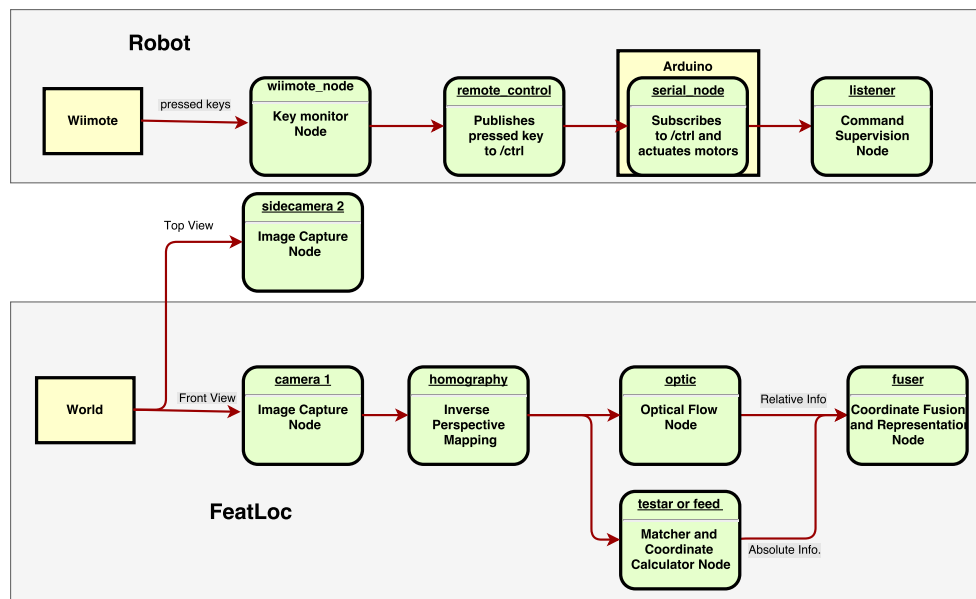 Robot
Wiimote
pressed keys
wiimote_node
Key monitor
Node
remote_control
Publishes
pressed key
to /ctrl
Arduino
serial_node
Subscribes
to /ctrl and
actuates motors
listener
Command
Supervision
Node
Top View
sidecamera 2
Image Capture
Node
World
Front View
camera 1
Image Capture
Node
homography
Inverse
Perspective
Mapping
optic
Optical Flow
Node
Relative Info
fuser
Coordinate Fusion
and Representation
Node
FeatLoc
testar or feed
Matcher and
Coordinate
Calculator Node
Absolute Info.